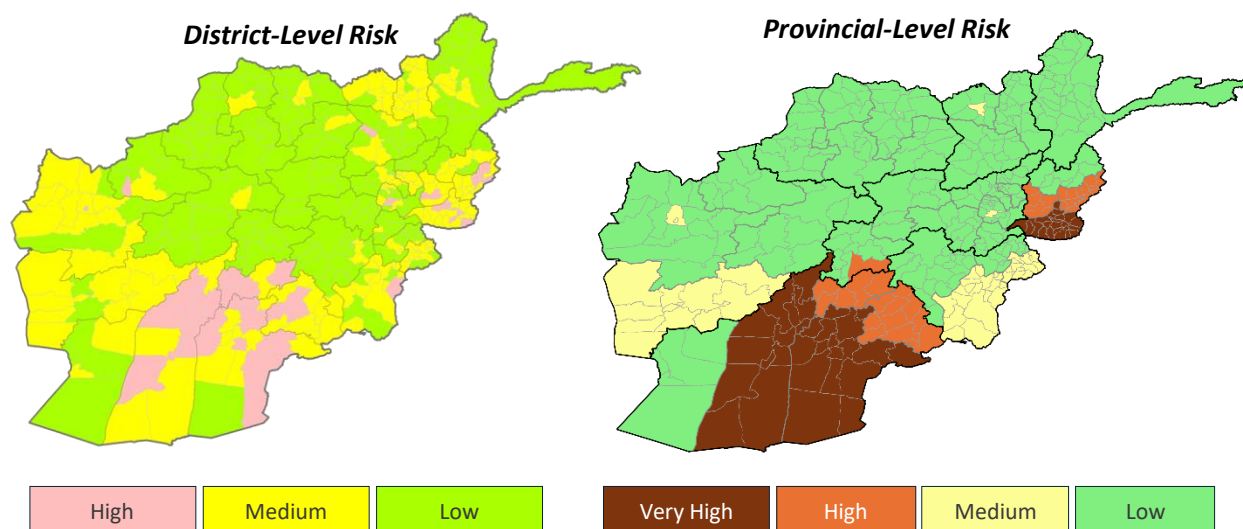 District-Level Risk
Provincial-Level Risk
High
Medium
Low
Very High
High
Medium
Low